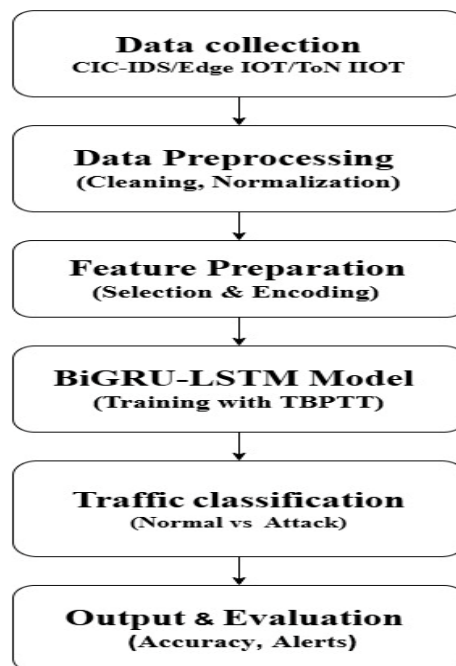 Data collection
CIC-IDS/Edge IOT/ToN IIOT
Data Preprocessing
(Cleaning, Normalization)
Feature Preparation
(Selection & Encoding)
BiGRU-LSTM Model
(Training with TBPTT)
Traffic classification
(Normal vs Attack)
Output & Evaluation
(Accuracy, Alerts)